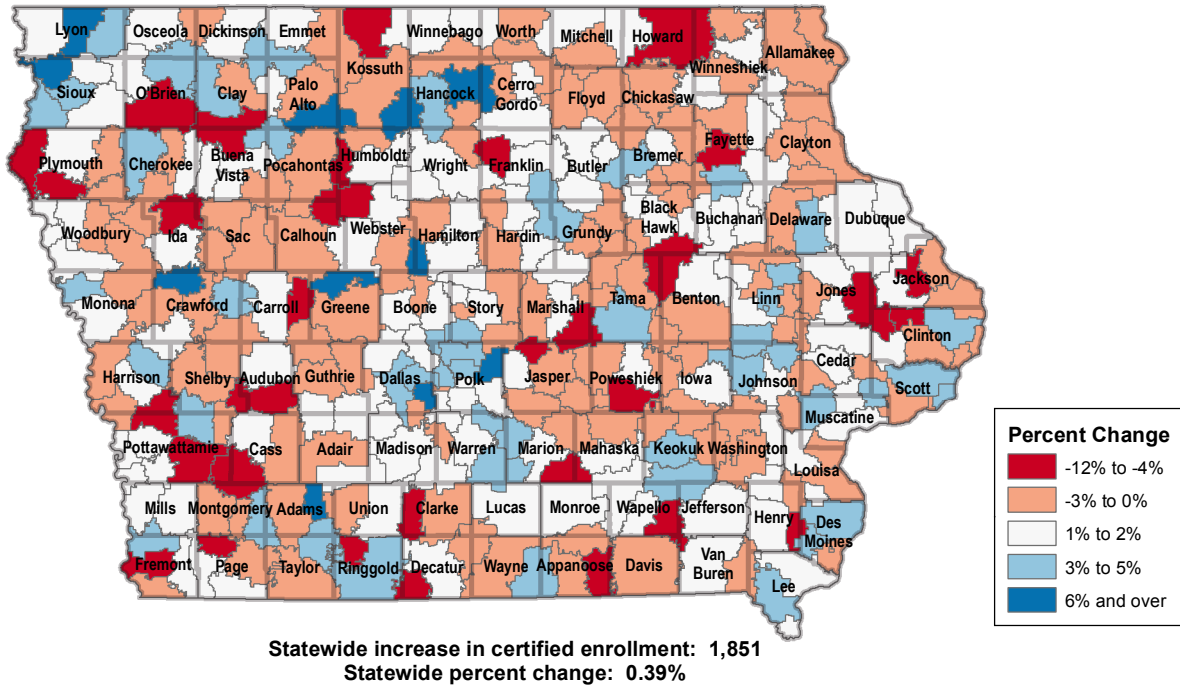 Lyon
Osceola
Dickinson
Emmet
Winnebago
Worth
Mitchell
Howard
Winneshiek
Allamakee
Kossuth
Sioux
O'Brien
Clay
Palo
Alto
Hancock
Cerro
Gordo
Floyd
Chickasaw
Plymouth
Cherokee
Buena
Vista
Pocahontas
Humboldt
Wright
Franklin
Butler
Bremer
Fayette
Clayton
Woodbury
Ida
Sac
Calhoun
Webster
Hamilton
Hardin
Grundy
Black
Hawk
Buchanan
Delaware
Dubuque
Monona
Crawford
Carroll
Greene
Boone
Story
Marshall
Tama
Benton
Linn
Jones
Jackson
Clinton
Harrison
Shelby
Audubon
Guthrie
Dallas
Polk
Jasper
Poweshiek
Iowa
Johnson
Cedar
Scott
Muscatine
Pottawattamie
Cass
Adair
Madison
Warren
Marion
Mahaska
Keokuk
Washington
Louisa
Mills
Montgomery
Adams
Union
Clarke
Lucas
Monroe
Wapello
Jefferson
Henry
Des
Moines
Fremont
Page
Taylor
Ringgold
Decatur
Wayne
Appanoose
Davis
Van
Buren
Lee
Percent Change
-12% to -4%
-3% to 0%
1% to 2%
3% to 5%
6% and over
Statewide increase in certified enrollment: 1,851
Statewide percent change: 0.39%